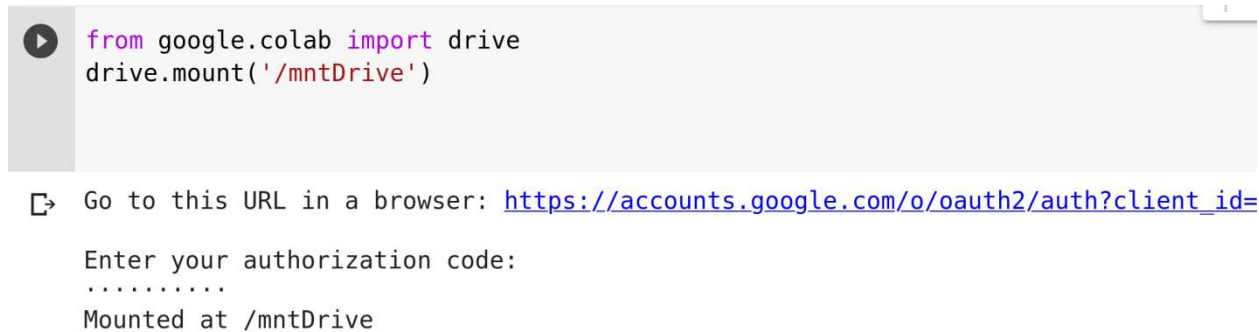 from google.colab import drive
drive.mount('/mntDrive')
Go to this URL in a browser: https://accounts.google.com/o/oauth2/auth?client_id=
Enter your authorization code:
··········
Mounted at /mntDrive